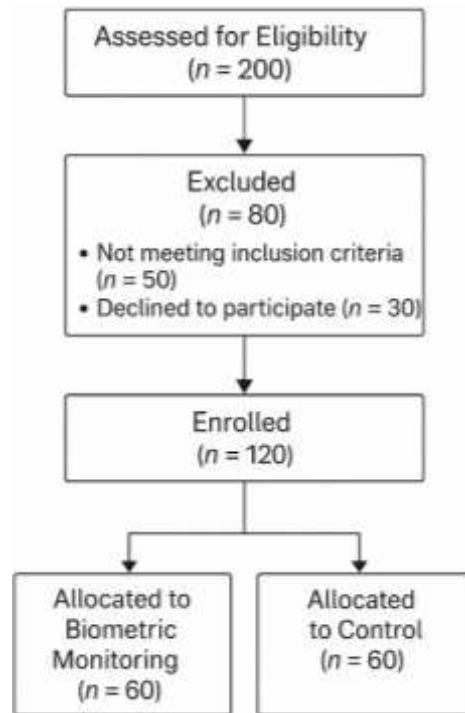 Assessed for Eligibility
(n = 200)
Excluded
(n = 80)
• Not meeting inclusion criteria
(n = 50)
• Declined to participate (n = 30)
Enrolled
(n = 120)
Allocated to
Biometric
Monitoring
(n = 60)
Allocated
to Control
(n = 60)